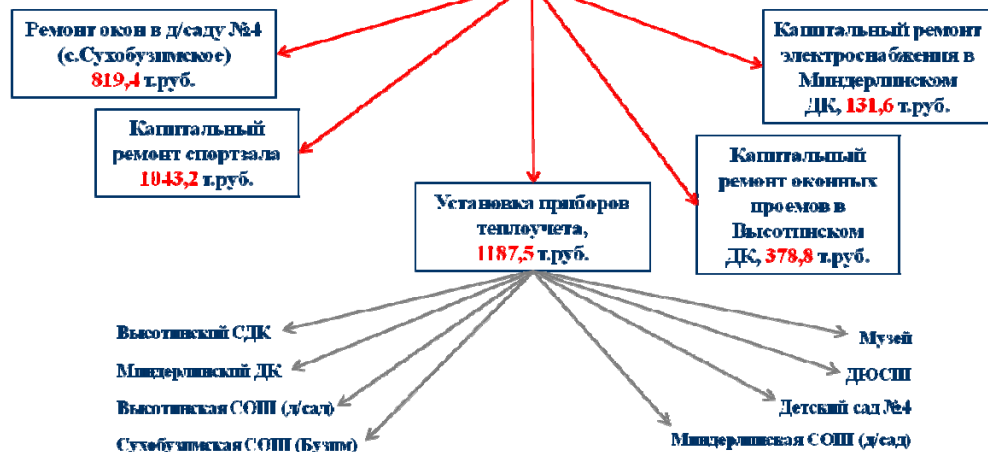 Ремонт окон в д/саду №4
(с.Сухобузимское)
819,4 т.руб.
Капитальный ремонт
электроснабжения в
Миндерлинском
ДК, 131,6 т.руб.
Капитальный
ремонт спортзала
1043,2 т.руб.
Капитальный
ремонт оконных
проемов в
Высотинском
ДК, 378,8 т.руб.
Установка приборов
теплоучета,
1187,5 т.руб.
Высотинский СДК
Миндерлинский ДК
Высотинская СОШ (д/сад)
Сухобузимская СОШ (Бузим)
Музей
ДЮСШ
Детский сад №4
Миндерлинская СОШ (д/сад)